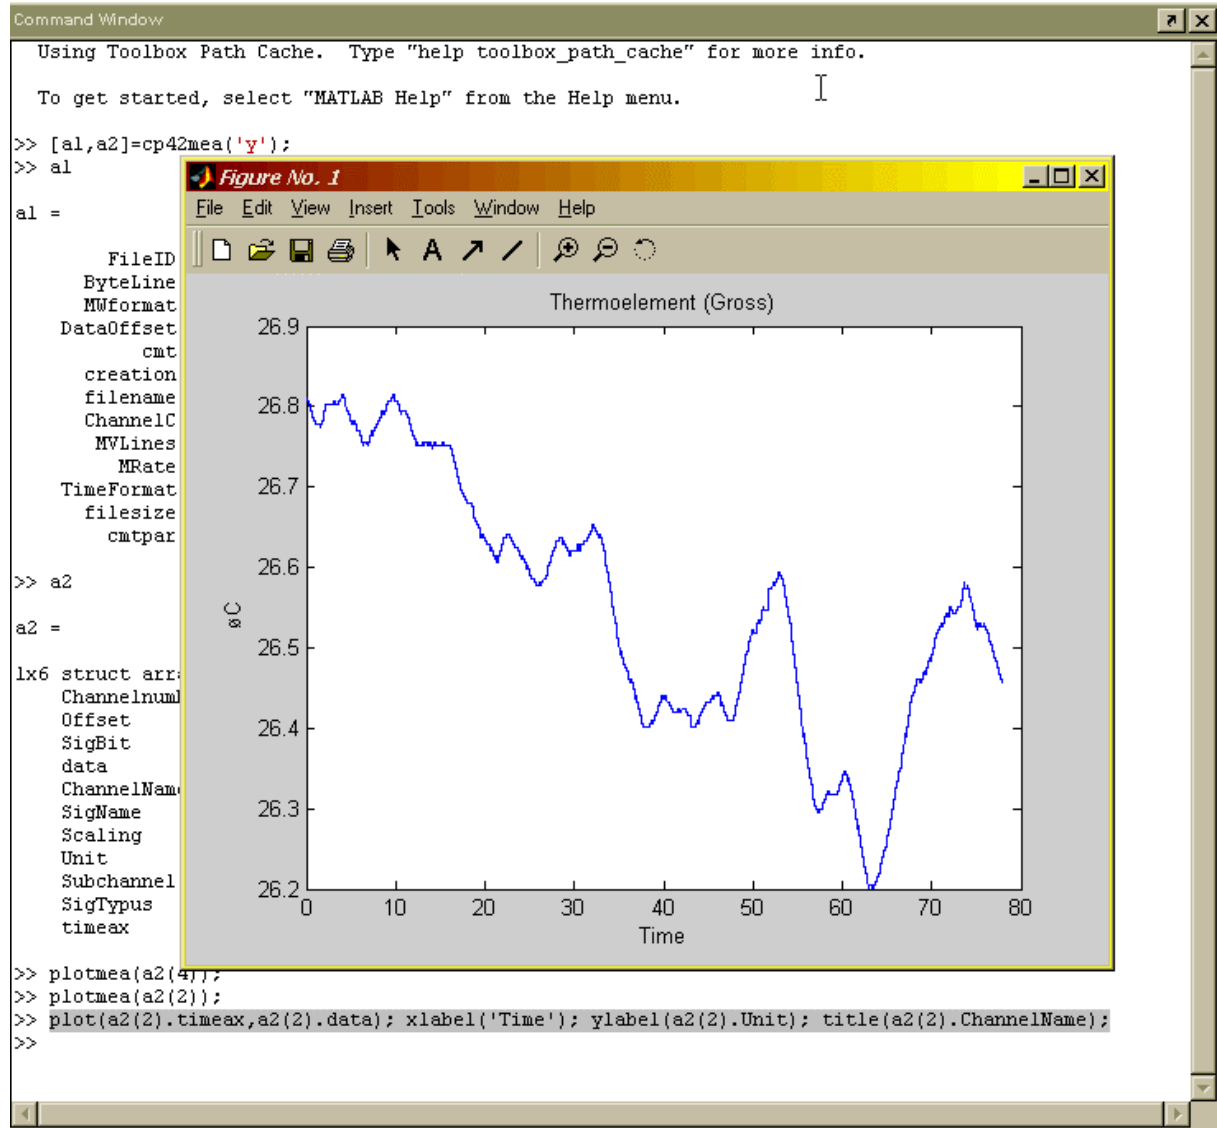 Command Window
Using Toolbox Path Cache.  Type "help toolbox_path_cache" for more info.
To get started, select "MATLAB Help" from the Help menu.
>> [a1,a2]=cp42mea('y');
>> a1
a1 =
FileID
ByteLine
MWformat
DataOffset
cmt
creation
filename
ChannelC
MVLines
MRate
TimeFormat
filesize
cmtpar
>> a2
a2 =
1x6 struct arr
Channelnum
Offset
SigBit
data
ChannelNam
SigName
Scaling
Unit
Subchannel
SigTypus
timeax
>> plotmea(a2(4));
>> plotmea(a2(2));
>> plot(a2(2).timeax,a2(2).data); xlabel('Time'); ylabel(a2(2).Unit); title(a2(2).ChannelName);
>>
Figure No. 1
File Edit View Insert Tools Window Help
A
Thermoelement (Gross)
26.9
26.8
26.7
26.6
26.5
26.4
26.3
26.2
øC
0 10 20 30 40 50 60 70 80
Time